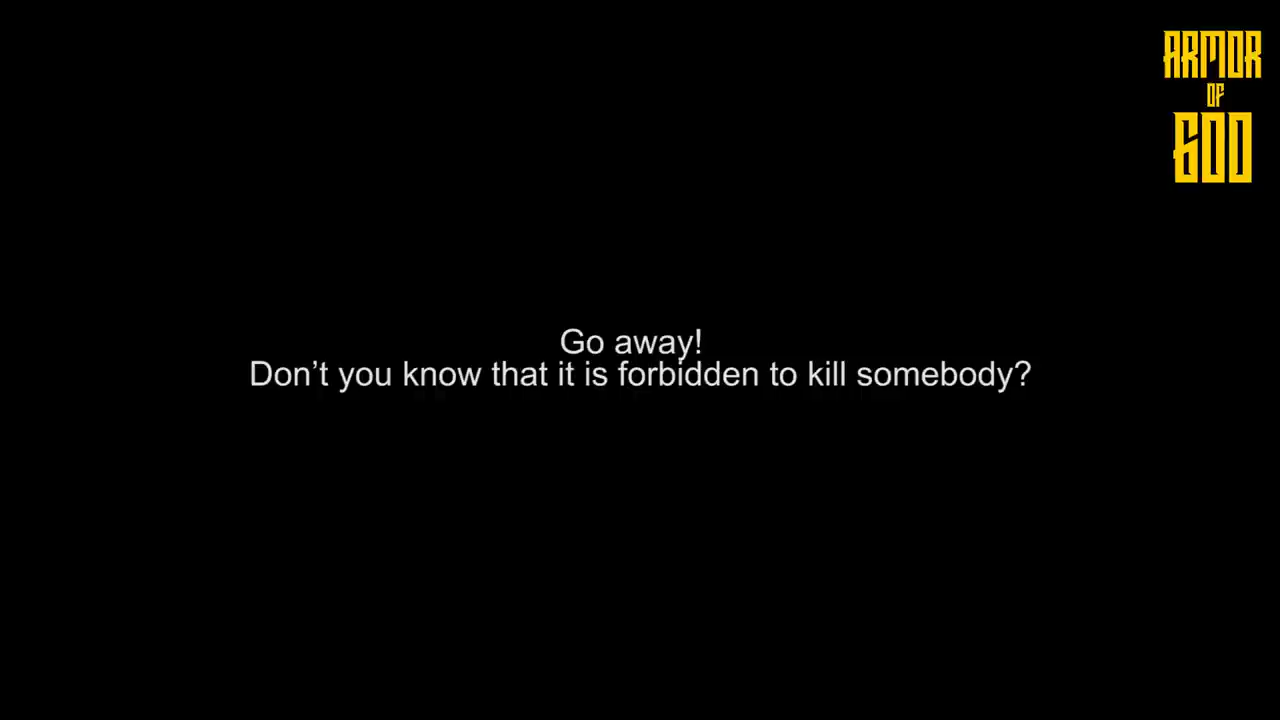 ARMOR
OF
GOD
Go away!
Don’t you know that it is forbidden to kill somebody?